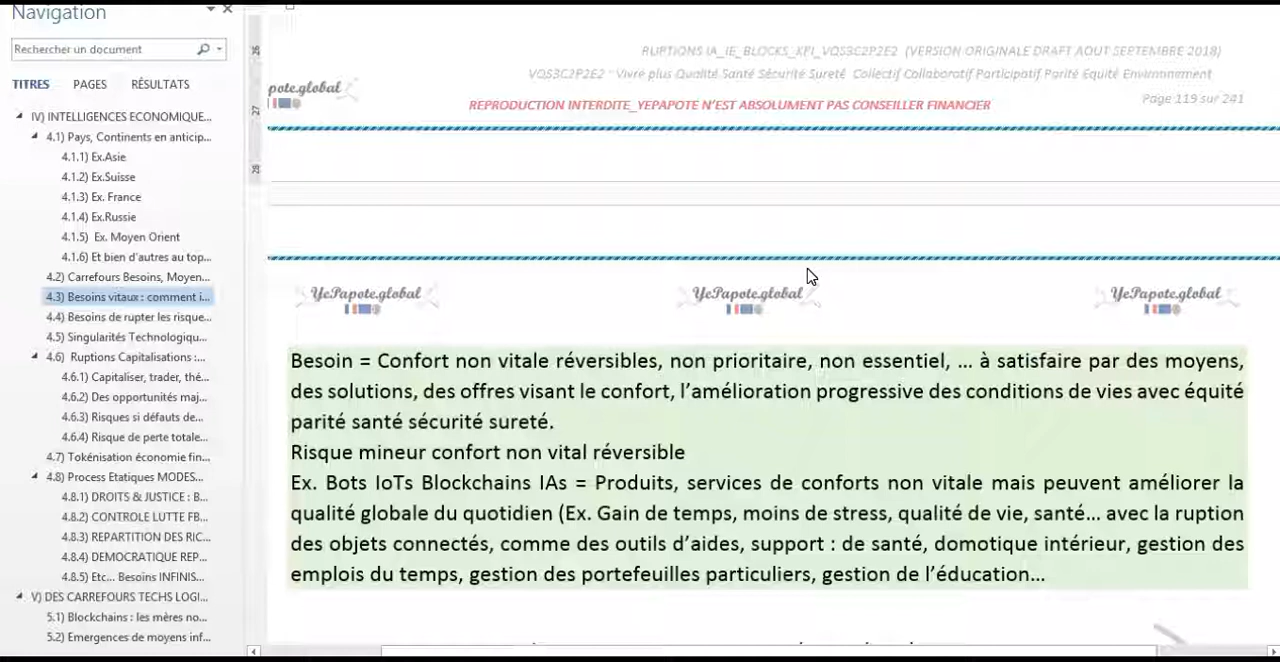 Navigation
Rechercher un document
TITRES PAGES RÉSULTATS
IV) INTELLIGENCES ECONOMIQUE...
4.1) Pays, Continents en anticip...
4.1.1) Ex.Asie
4.1.2) Ex.Suisse
4.1.3) Ex. France
4.1.4) Ex.Russie
4.1.5) Ex. Moyen Orient
4.1.6) Et bien d'autres au top...
4.2) Carrefours Besoins, Moyen...
4.3) Besoins vitaux : comment i...
4.4) Besoins de rupter les risque...
4.5) Singularités Technologiqu...
4.6) Ruptions Capitalisations :...
4.6.1) Capitaliser, trader, thé...
4.6.2) Des opportunités maj...
4.6.3) Risques si défauts de...
4.6.4) Risque de perte totale...
4.7) Tokénisation économie fin...
4.8) Process Etatiques MODES...
4.8.1) DROITS & JUSTICE : B...
4.8.2) CONTROLE LUTTE FB...
4.8.3) REPARTITION DES RIC...
4.8.4) DEMOCRATIQUE REP...
4.8.5) Etc... Besoins INFINIS...
V) DES CARREFOURS TECHS LOGI...
5.1) Blockchains : les mères no...
5.2) Emergences de moyens inf...
26
27
28
RUPTIONS IA_IE_BLOCKS_KPI_VQS3C2P2E2 (VERSION ORIGINALE DRAFT AOUT SEPTEMBRE 2018)
VQS3C2P2E2 : Vivre plus Qualité Santé Sécurité Sureté Collectif Collaboratif Participatif Parité Equité Environnement
pote.global
REPRODUCTION INTERDITE_YEPAPOTE N'EST ABSOLUMENT PAS CONSEILLER FINANCIER
Page 119 sur 241
YePapote.global YePapote.global YePapote.global
Besoin = Confort non vitale réversibles, non prioritaire, non essentiel, ... à satisfaire par des moyens,
des solutions, des offres visant le confort, l'amélioration progressive des conditions de vies avec équité
parité santé sécurité sureté.
Risque mineur confort non vital réversible
Ex. Bots IoTs Blockchains IAs = Produits, services de conforts non vitale mais peuvent améliorer la
qualité globale du quotidien (Ex. Gain de temps, moins de stress, qualité de vie, santé... avec la ruption
des objets connectés, comme des outils d'aides, support : de santé, domotique intérieur, gestion des
emplois du temps, gestion des portefeuilles particuliers, gestion de l'éducation...